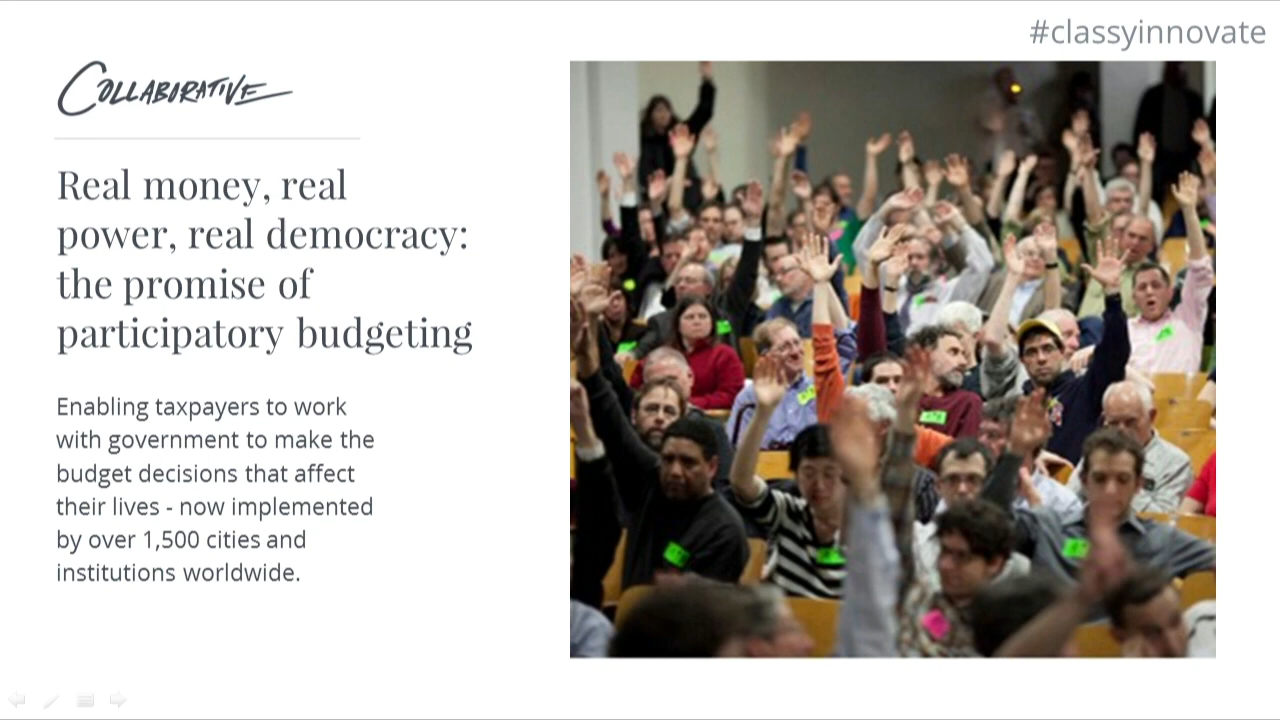 #classyinnovate
COLLABORATIVE
Real money, real
power, real democracy:
the promise of
participatory budgeting
Enabling taxpayers to work
with government to make the
budget decisions that affect
their lives - now implemented
by over 1,500 cities and
institutions worldwide.